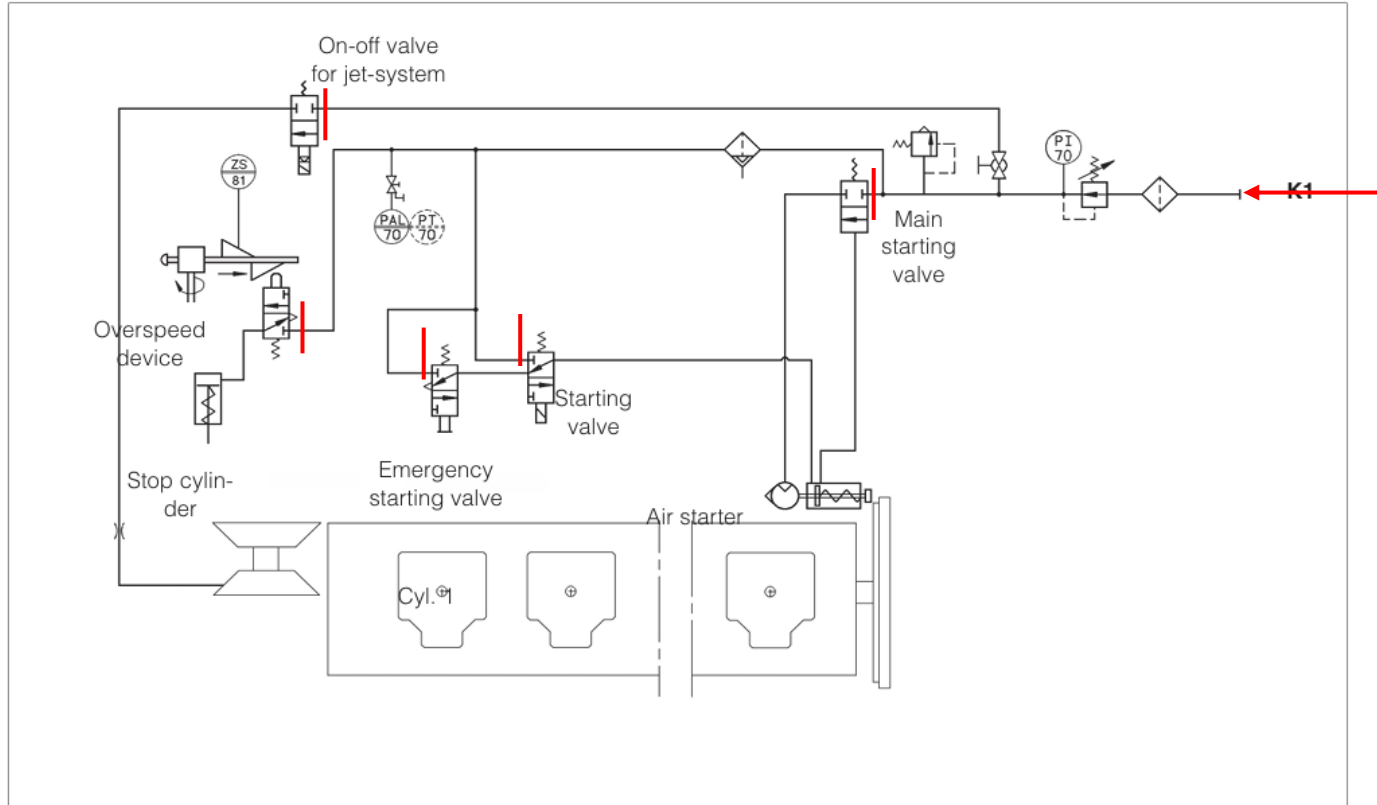 On-off valve
for jet-system
ZS
81
PI
70
K1
PAL
70
PT
70
Main
starting
valve
Overspeed
device
Starting
valve
Stop cylin-
der
Emergency
starting valve
Air starter
Cyl. 1